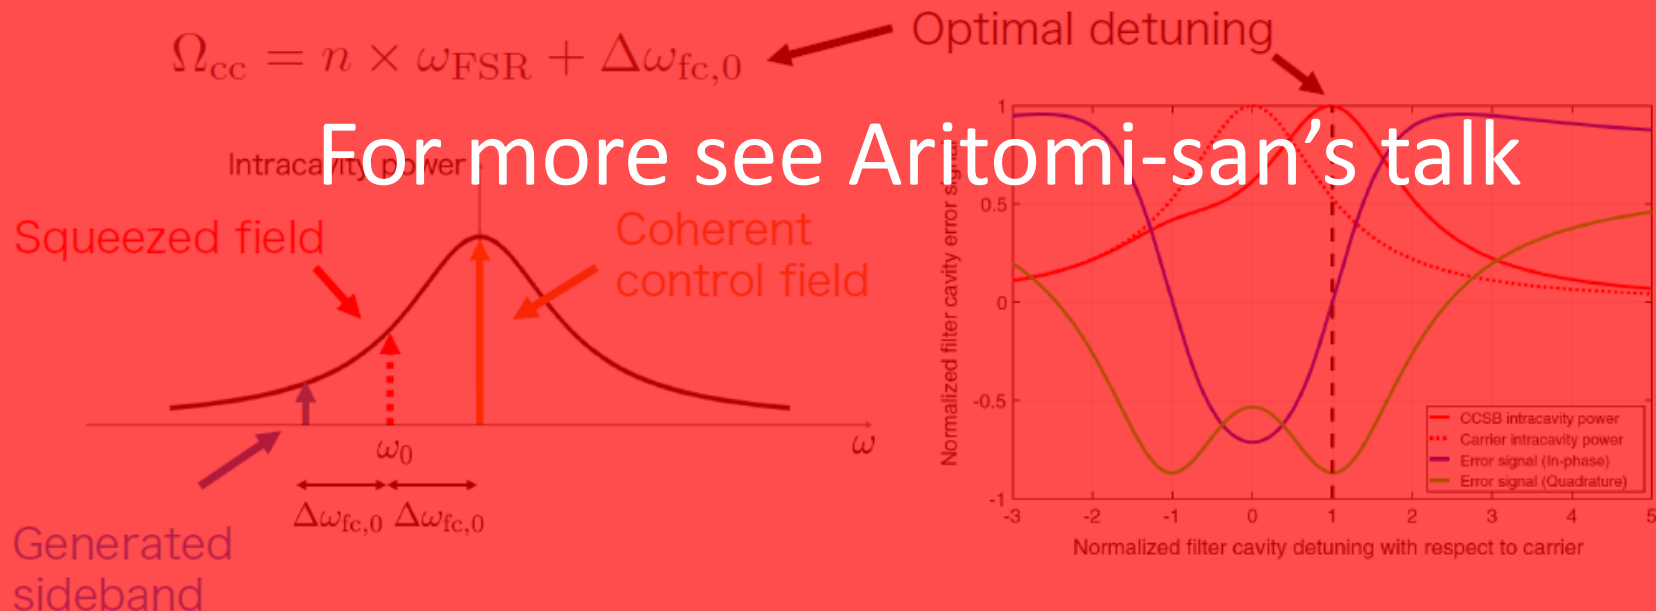 Ω_cc = n × ω_FSR + Δω_fc,0
Optimal detuning
For more see Aritomi-san’s talk
Intracavity power
Squeezed field
Coherent
control field
ω_0
ω
Δω_fc,0 Δω_fc,0
Generated
sideband
Normalized filter cavity error signal
1
0.5
0
-0.5
-1
CCSB intracavity power
Carrier intracavity power
Error signal (In-phase)
Error signal (Quadrature)
-3 -2 -1 0 1 2 3 4 5
Normalized filter cavity detuning with respect to carrier